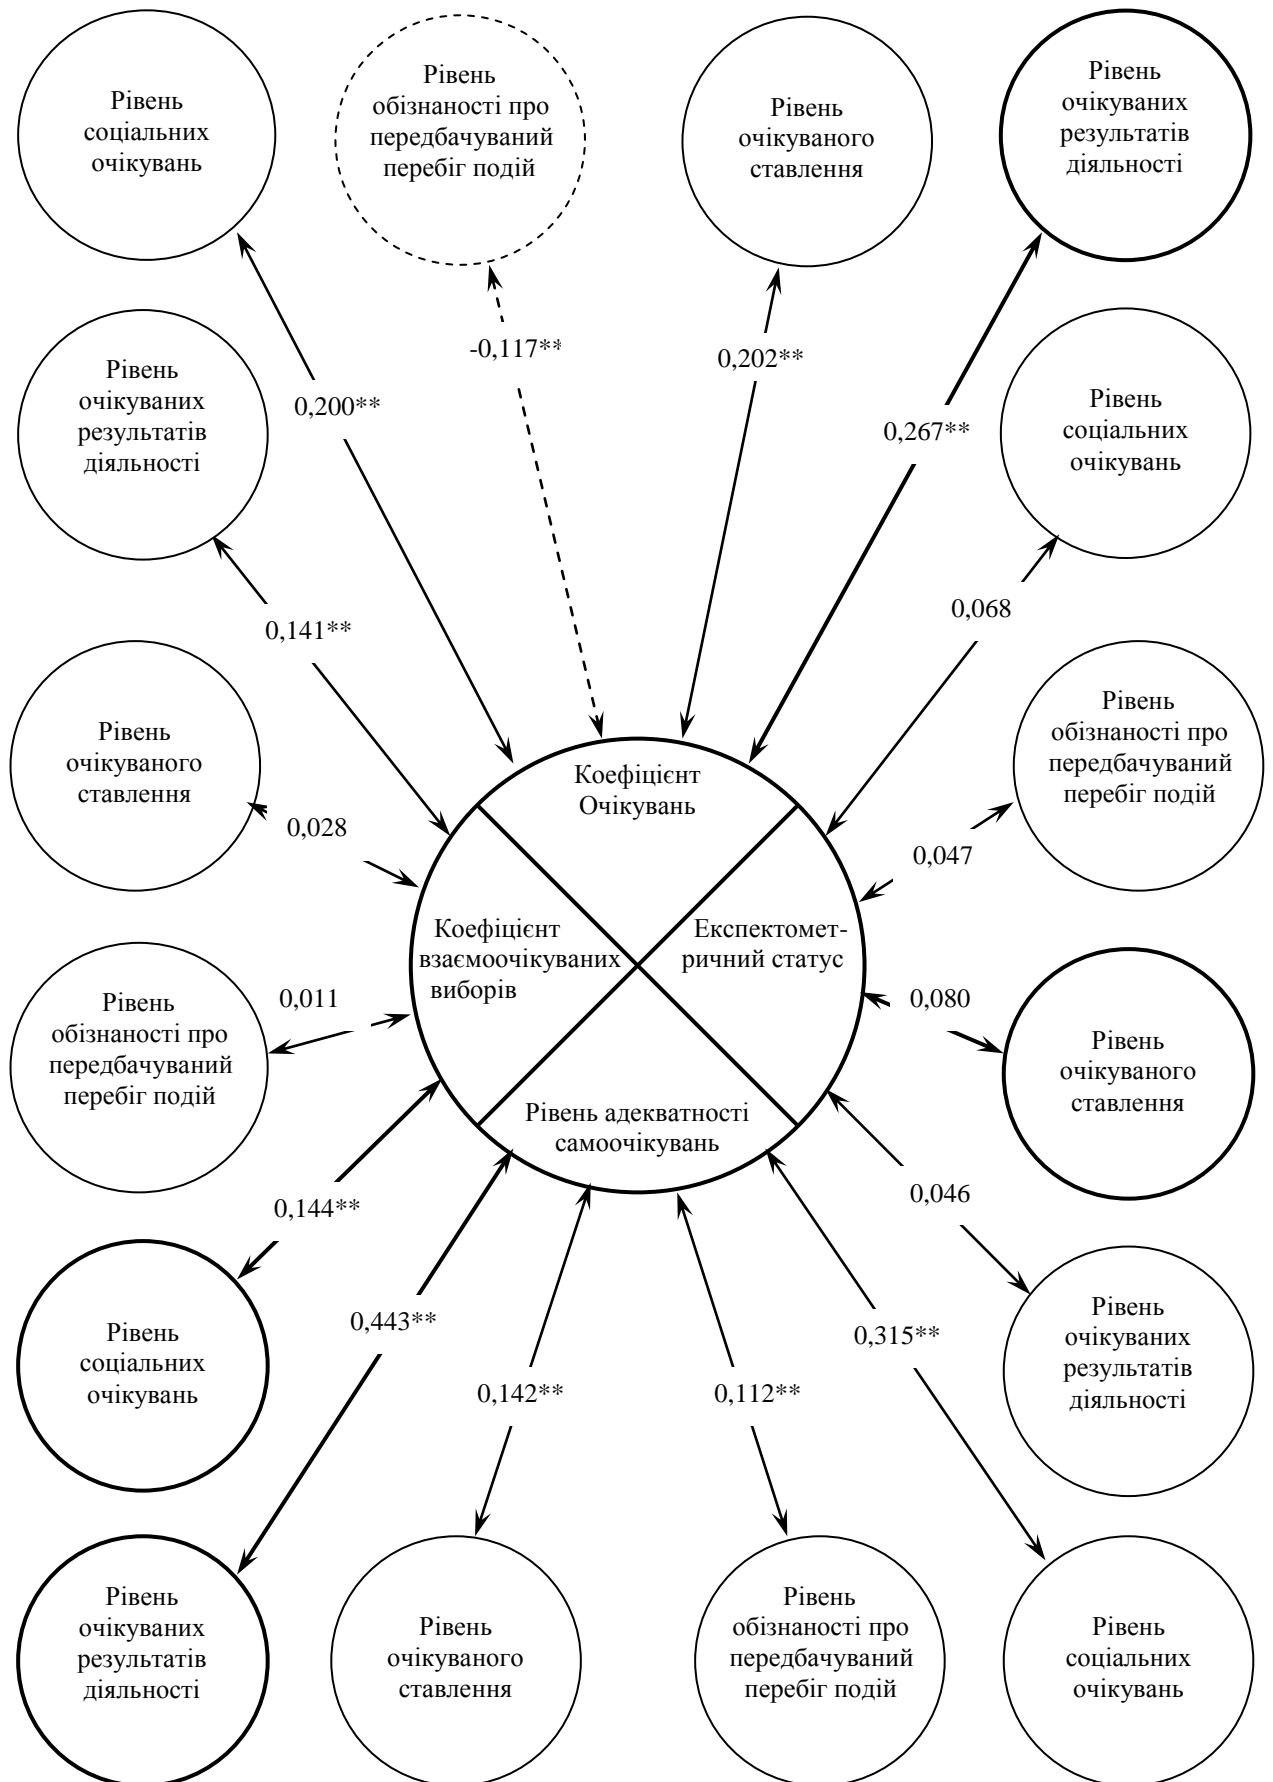 Рівень
соціальних
очікувань
Рівень
обізнаності про
передбачуваний
перебіг подій
Рівень
очікуваного
ставлення
Рівень
очікуваних
результатів
діяльності
-0,117**
0,202**
0,200**
0,267**
Рівень
очікуваних
результатів
діяльності
Рівень
соціальних
очікувань
0,141**
0,068
Рівень
очікуваного
ставлення
Рівень
обізнаності про
передбачуваний
перебіг подій
0,028
0,047
Коефіцієнт
Очікувань
Коефіцієнт
взаємоочікуваних
виборів
Експектомет-
ричний статус
Рівень адекватності
самоочікувань
Рівень
обізнаності про
передбачуваний
перебіг подій
0,011
0,080
Рівень
очікуваного
ставлення
0,144**
0,046
Рівень
соціальних
очікувань
0,443**
0,142**
0,112**
0,315**
Рівень
очікуваних
результатів
діяльності
Рівень
очікуваних
результатів
діяльності
Рівень
очікуваного
ставлення
Рівень
обізнаності про
передбачуваний
перебіг подій
Рівень
соціальних
очікувань